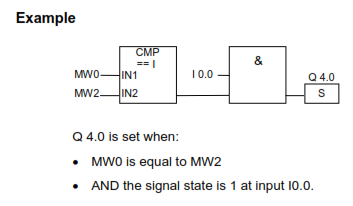 Example
CMP
== I
&
MW0 IN1 I 0.0 Q 4.0
MW2 IN2 S
Q 4.0 is set when:
• MW0 is equal to MW2
• AND the signal state is 1 at input I0.0.